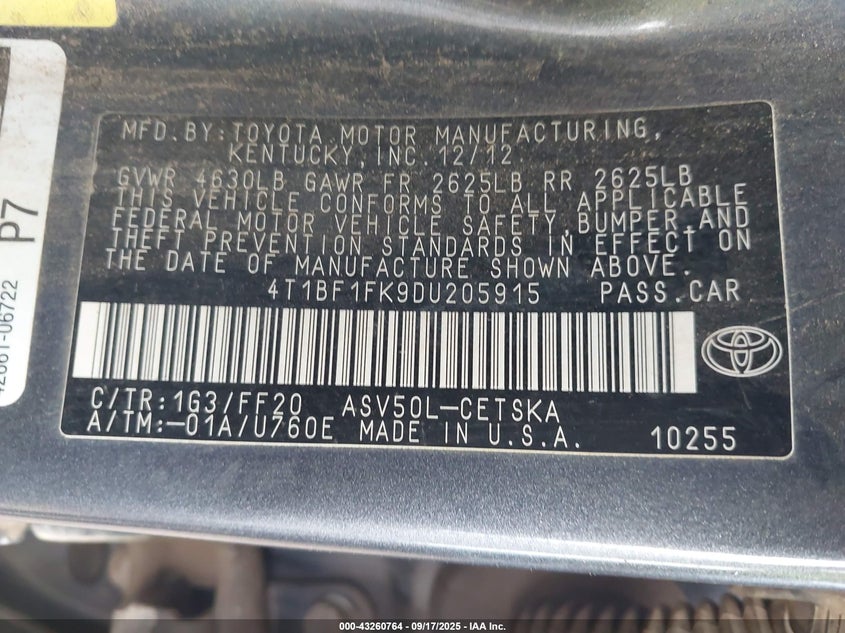 MFD.BY:TOYOTA MOTOR MANUFACTURING,
KENTUCKY,INC.12/12
GVWR 4630LB GAWR FR 2625LB RR 2625LB
THIS VEHICLE CONFORMS TO ALL APPLICABLE
FEDERAL MOTOR VEHICLE SAFETY,BUMPER,AND
THEFT PREVENTION STANDARDS IN EFFECT ON
THE DATE OF MANUFACTURE SHOWN ABOVE.
4T1BF1FK9DU205915 PASS.CAR
C/TR:1G3/FF20 ASV50L-CETSKA
A/TM:-01A/U760E MADE IN U.S.A. 10255
P7
000-43260764 - 09/17/2025 - IAA Inc.